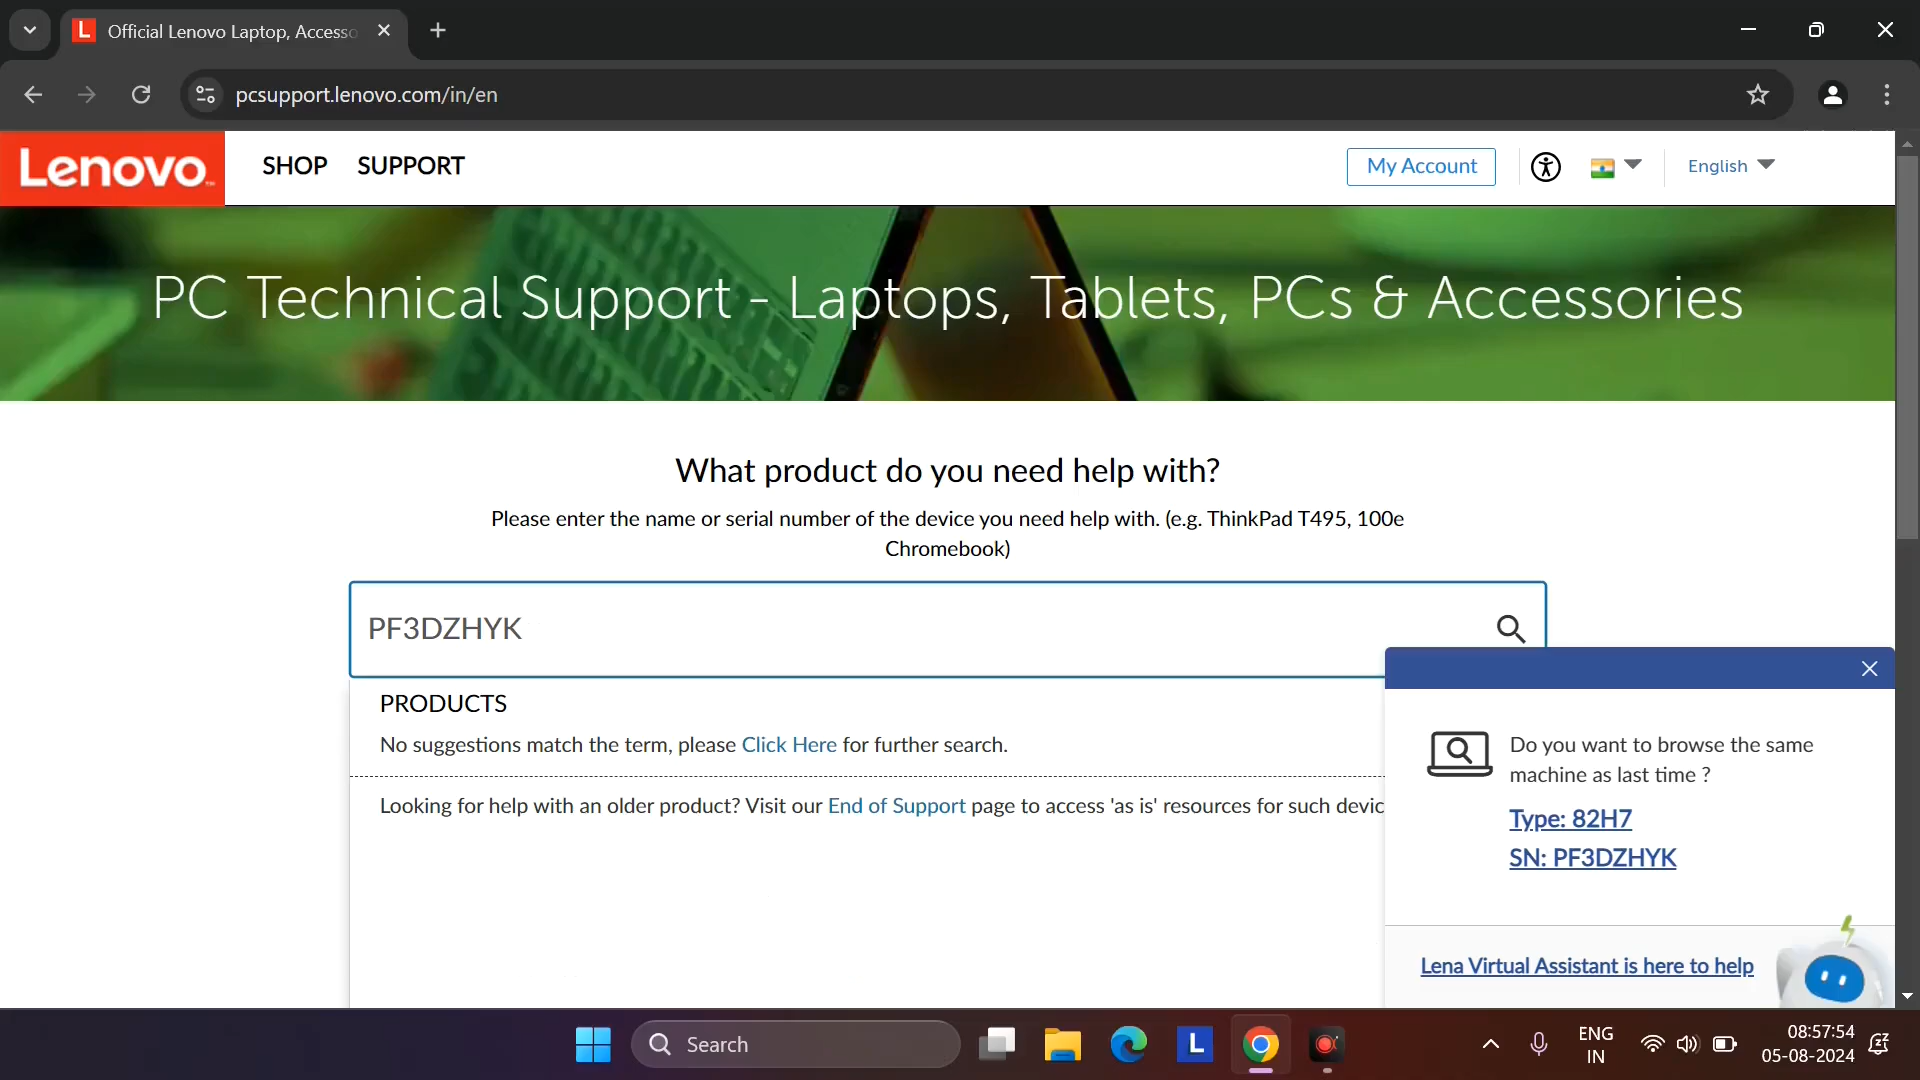 Official Lenovo Laptop, Accesso
pcsupport.lenovo.com/in/en
Lenovo
SHOP
SUPPORT
My Account
English
PC Technical Support - Laptops, Tablets, PCs & Accessories
What product do you need help with?
Please enter the name or serial number of the device you need help with. (e.g. ThinkPad T495, 100e
Chromebook)
PF3DZHYK
PRODUCTS
No suggestions match the term, please Click Here for further search.
Looking for help with an older product? Visit our End of Support page to access 'as is' resources for such devic
Do you want to browse the same
machine as last time ?
Type: 82H7
SN: PF3DZHYK
Lena Virtual Assistant is here to help
Search
ENG
IN
08:57:54
05-08-2024